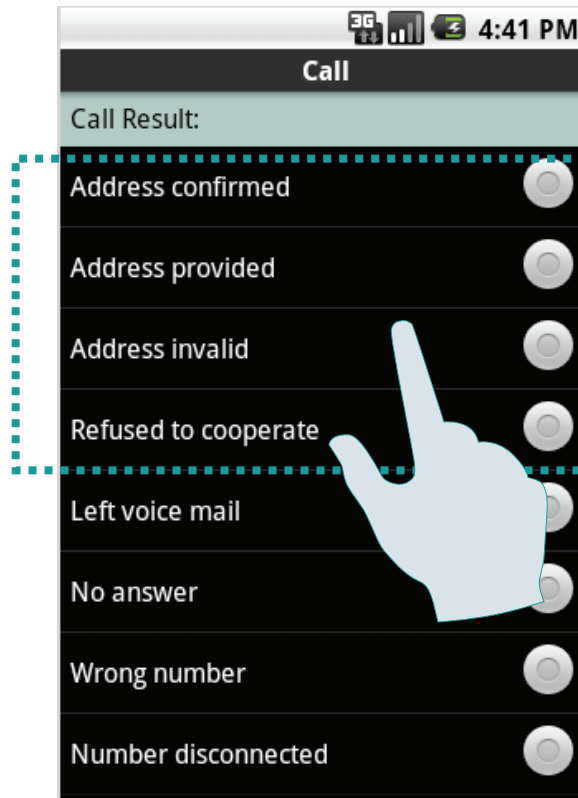 3G 4:41 PM
Call
Call Result:
Address confirmed
Address provided
Address invalid
Refused to cooperate
Left voice mail
No answer
Wrong number
Number disconnected